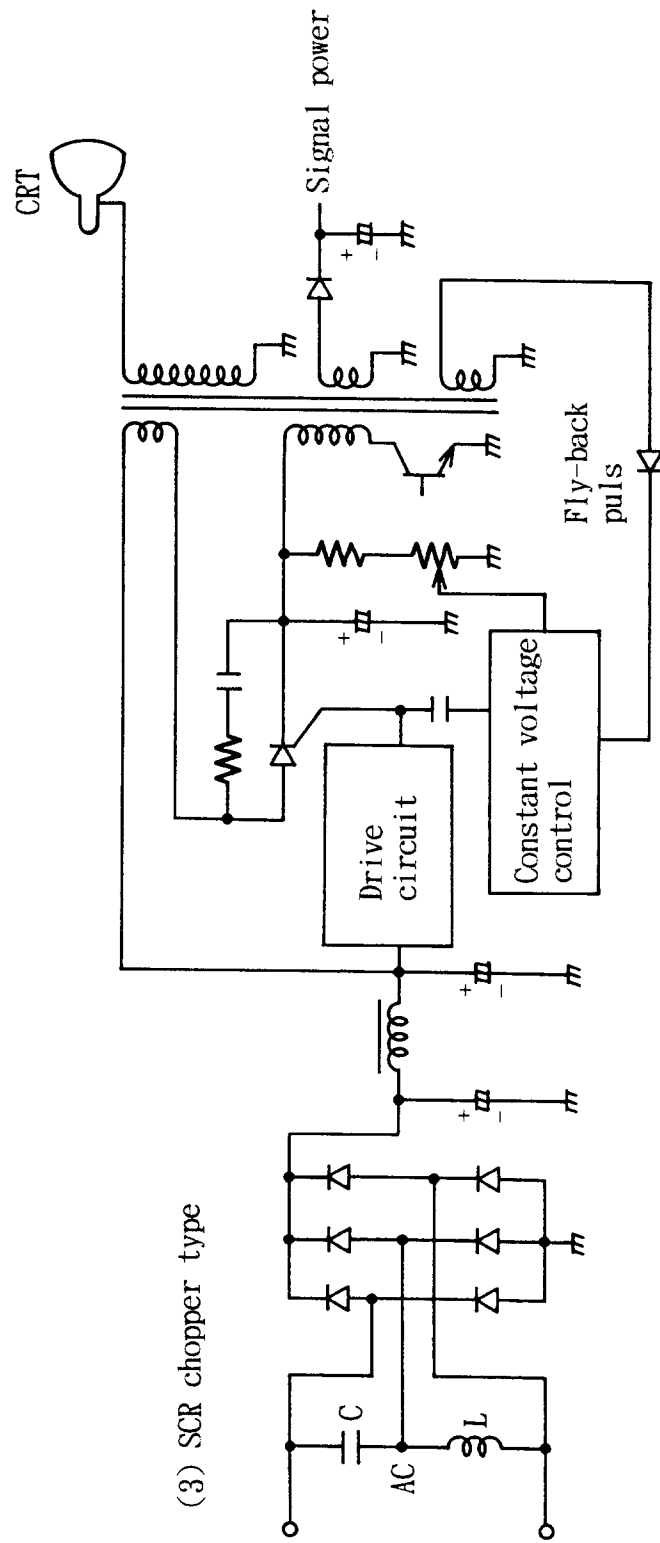 (3) SCR chopper type
CRT
Signal power
C
AC
L
Drive
circuit
Constant voltage
control
Fly-back
puls
+
-
+
-
+
-
+
-